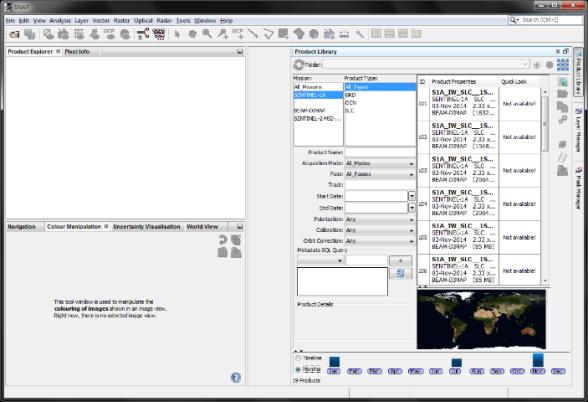 SNAP
File Edit View Analysis Layer Vector Raster Optical Radar Tools Window Help
Search (Ctrl+I)
Product Explorer Pixel Info
Product Library
Folder:
Mission:
All_Missions
SENTINEL-1A
-
BEAM-DIMAP
SENTINEL-2-MSI-...
Product Type:
All_Types
GRD
OCN
SLC
Product Name:
Acquisition Mode: All_Modes
Pass: All_Passes
Track:
Start Date:
End Date:
Polarization: Any
Calibration: Any
Orbit Correction: Any
Metadata SQL Query
Product Details
ID Product Properties Quick Look
101 S1A_IW_SLC__1S...
SENTINEL-1A SLC ...
03-Nov-2014 2.33 x...
BEAM-DIMAP (1632...
Not available!
102 S1A_IW_SLC__1S...
SENTINEL-1A SLC ...
03-Nov-2014 2.33 x...
BEAM-DIMAP (1548...
Not available!
103 S1A_IW_SLC__1S...
SENTINEL-1A SLC ...
03-Nov-2014 2.33 x...
BEAM-DIMAP (2064...
Not available!
104 S1A_IW_SLC__1S...
SENTINEL-1A SLC ...
03-Nov-2014 2.33 x...
BEAM-DIMAP (2064...
Not available!
105 S1A_IW_SLC__1S...
SENTINEL-1A SLC ...
03-Nov-2014 2.33 x...
BEAM-DIMAP (85 MB)
Not available!
106 S1A_IW_SLC__1S...
SENTINEL-1A SLC ...
03-Nov-2014 2.33 x...
BEAM-DIMAP (85 MB)
Not available!
Product Library
Layer Manager
Mask Manager
Navigation Colour Manipulation Uncertainty Visualisation World View
This tool window is used to manipulate the
colouring of images shown in an image view.
Right now, there is no selected image view.
Timeline
Months
Jan Feb Mar Apr May Jun Jul Aug Sep Oct Nov Dec
19 Products